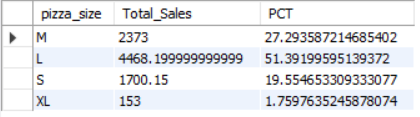 pizza_size Total_Sales PCT
M 2373 27.293587214685402
L 4468.199999999999 51.39199595139372
S 1700.15 19.554653309333077
XL 153 1.7597635245878074